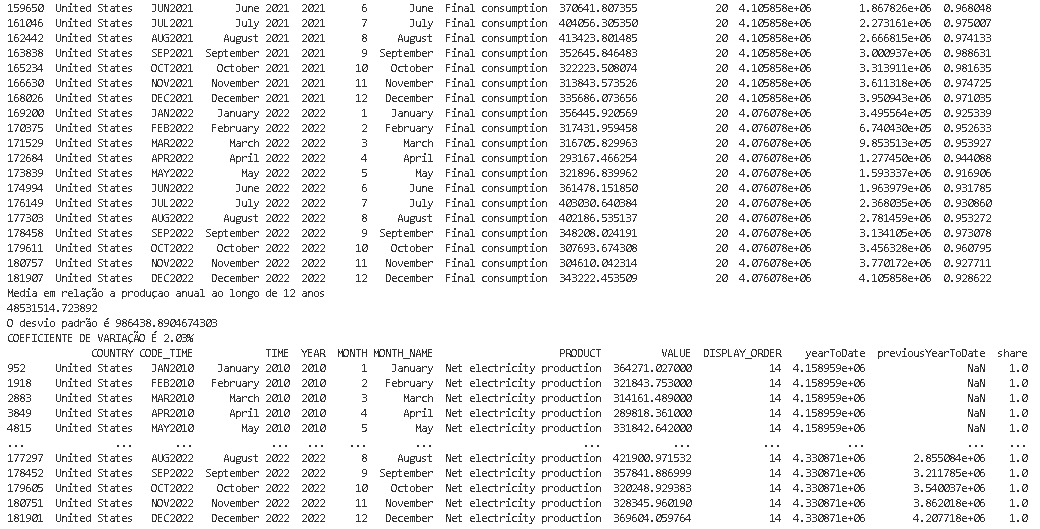 159650 United States JUN2021 June 2021 2021 6 June Final consumption 370641.807355 20 4.105858e+06 1.867826e+06 0.968048
161046 United States JUL2021 July 2021 2021 7 July Final consumption 404056.305350 20 4.105858e+06 2.273161e+06 0.975007
162442 United States AUG2021 August 2021 2021 8 August Final consumption 413423.801485 20 4.105858e+06 2.666815e+06 0.974133
163838 United States SEP2021 September 2021 2021 9 September Final consumption 352645.846483 20 4.105858e+06 3.000937e+06 0.988631
165234 United States OCT2021 October 2021 2021 10 October Final consumption 322223.508074 20 4.105858e+06 3.313911e+06 0.981635
166630 United States NOV2021 November 2021 2021 11 November Final consumption 313843.573526 20 4.105858e+06 3.611318e+06 0.974725
168026 United States DEC2021 December 2021 2021 12 December Final consumption 335686.073656 20 4.105858e+06 3.950943e+06 0.971035
169200 United States JAN2022 January 2022 2022 1 January Final consumption 356445.920569 20 4.076078e+06 3.495564e+05 0.925339
170375 United States FEB2022 February 2022 2022 2 February Final consumption 317431.959458 20 4.076078e+06 6.740430e+05 0.952633
171529 United States MAR2022 March 2022 2022 3 March Final consumption 316705.829963 20 4.076078e+06 9.853513e+05 0.953927
172684 United States APR2022 April 2022 2022 4 April Final consumption 293167.466254 20 4.076078e+06 1.277450e+06 0.944088
173839 United States MAY2022 May 2022 2022 5 May Final consumption 321896.839962 20 4.076078e+06 1.593337e+06 0.916906
174994 United States JUN2022 June 2022 2022 6 June Final consumption 361478.151850 20 4.076078e+06 1.963979e+06 0.931785
176149 United States JUL2022 July 2022 2022 7 July Final consumption 403030.640384 20 4.076078e+06 2.368035e+06 0.930860
177303 United States AUG2022 August 2022 2022 8 August Final consumption 402186.535137 20 4.076078e+06 2.781459e+06 0.953272
178458 United States SEP2022 September 2022 2022 9 September Final consumption 348208.024191 20 4.076078e+06 3.134105e+06 0.973078
179611 United States OCT2022 October 2022 2022 10 October Final consumption 307693.674308 20 4.076078e+06 3.456328e+06 0.960795
180757 United States NOV2022 November 2022 2022 11 November Final consumption 304610.042314 20 4.076078e+06 3.770172e+06 0.927711
181907 United States DEC2022 December 2022 2022 12 December Final consumption 343222.453509 20 4.076078e+06 4.105858e+06 0.928622
Media em relação a produçao anual ao longo de 12 anos
48531514.723892
O desvio padrão é 986438.8904674303
COEFICIENTE DE VARIAÇÃO É 2.03%
COUNTRY CODE_TIME TIME YEAR MONTH MONTH_NAME PRODUCT VALUE DISPLAY_ORDER yearToDate previousYearToDate share
952 United States JAN2010 January 2010 2010 1 January Net electricity production 364271.027000 14 4.158959e+06 NaN 1.0
1918 United States FEB2010 February 2010 2010 2 February Net electricity production 321843.753000 14 4.158959e+06 NaN 1.0
2883 United States MAR2010 March 2010 2010 3 March Net electricity production 314161.489000 14 4.158959e+06 NaN 1.0
3849 United States APR2010 April 2010 2010 4 April Net electricity production 289818.361000 14 4.158959e+06 NaN 1.0
4815 United States MAY2010 May 2010 2010 5 May Net electricity production 331842.642000 14 4.158959e+06 NaN 1.0
... ... ... ... ... ... ... ... ... ... ... ... ...
177297 United States AUG2022 August 2022 2022 8 August Net electricity production 421900.971532 14 4.330871e+06 2.855084e+06 1.0
178452 United States SEP2022 September 2022 2022 9 September Net electricity production 357841.886999 14 4.330871e+06 3.211785e+06 1.0
179605 United States OCT2022 October 2022 2022 10 October Net electricity production 320248.929383 14 4.330871e+06 3.540037e+06 1.0
180751 United States NOV2022 November 2022 2022 11 November Net electricity production 328345.960190 14 4.330871e+06 3.862018e+06 1.0
181901 United States DEC2022 December 2022 2022 12 December Net electricity production 369604.059764 14 4.330871e+06 4.207718e+06 1.0